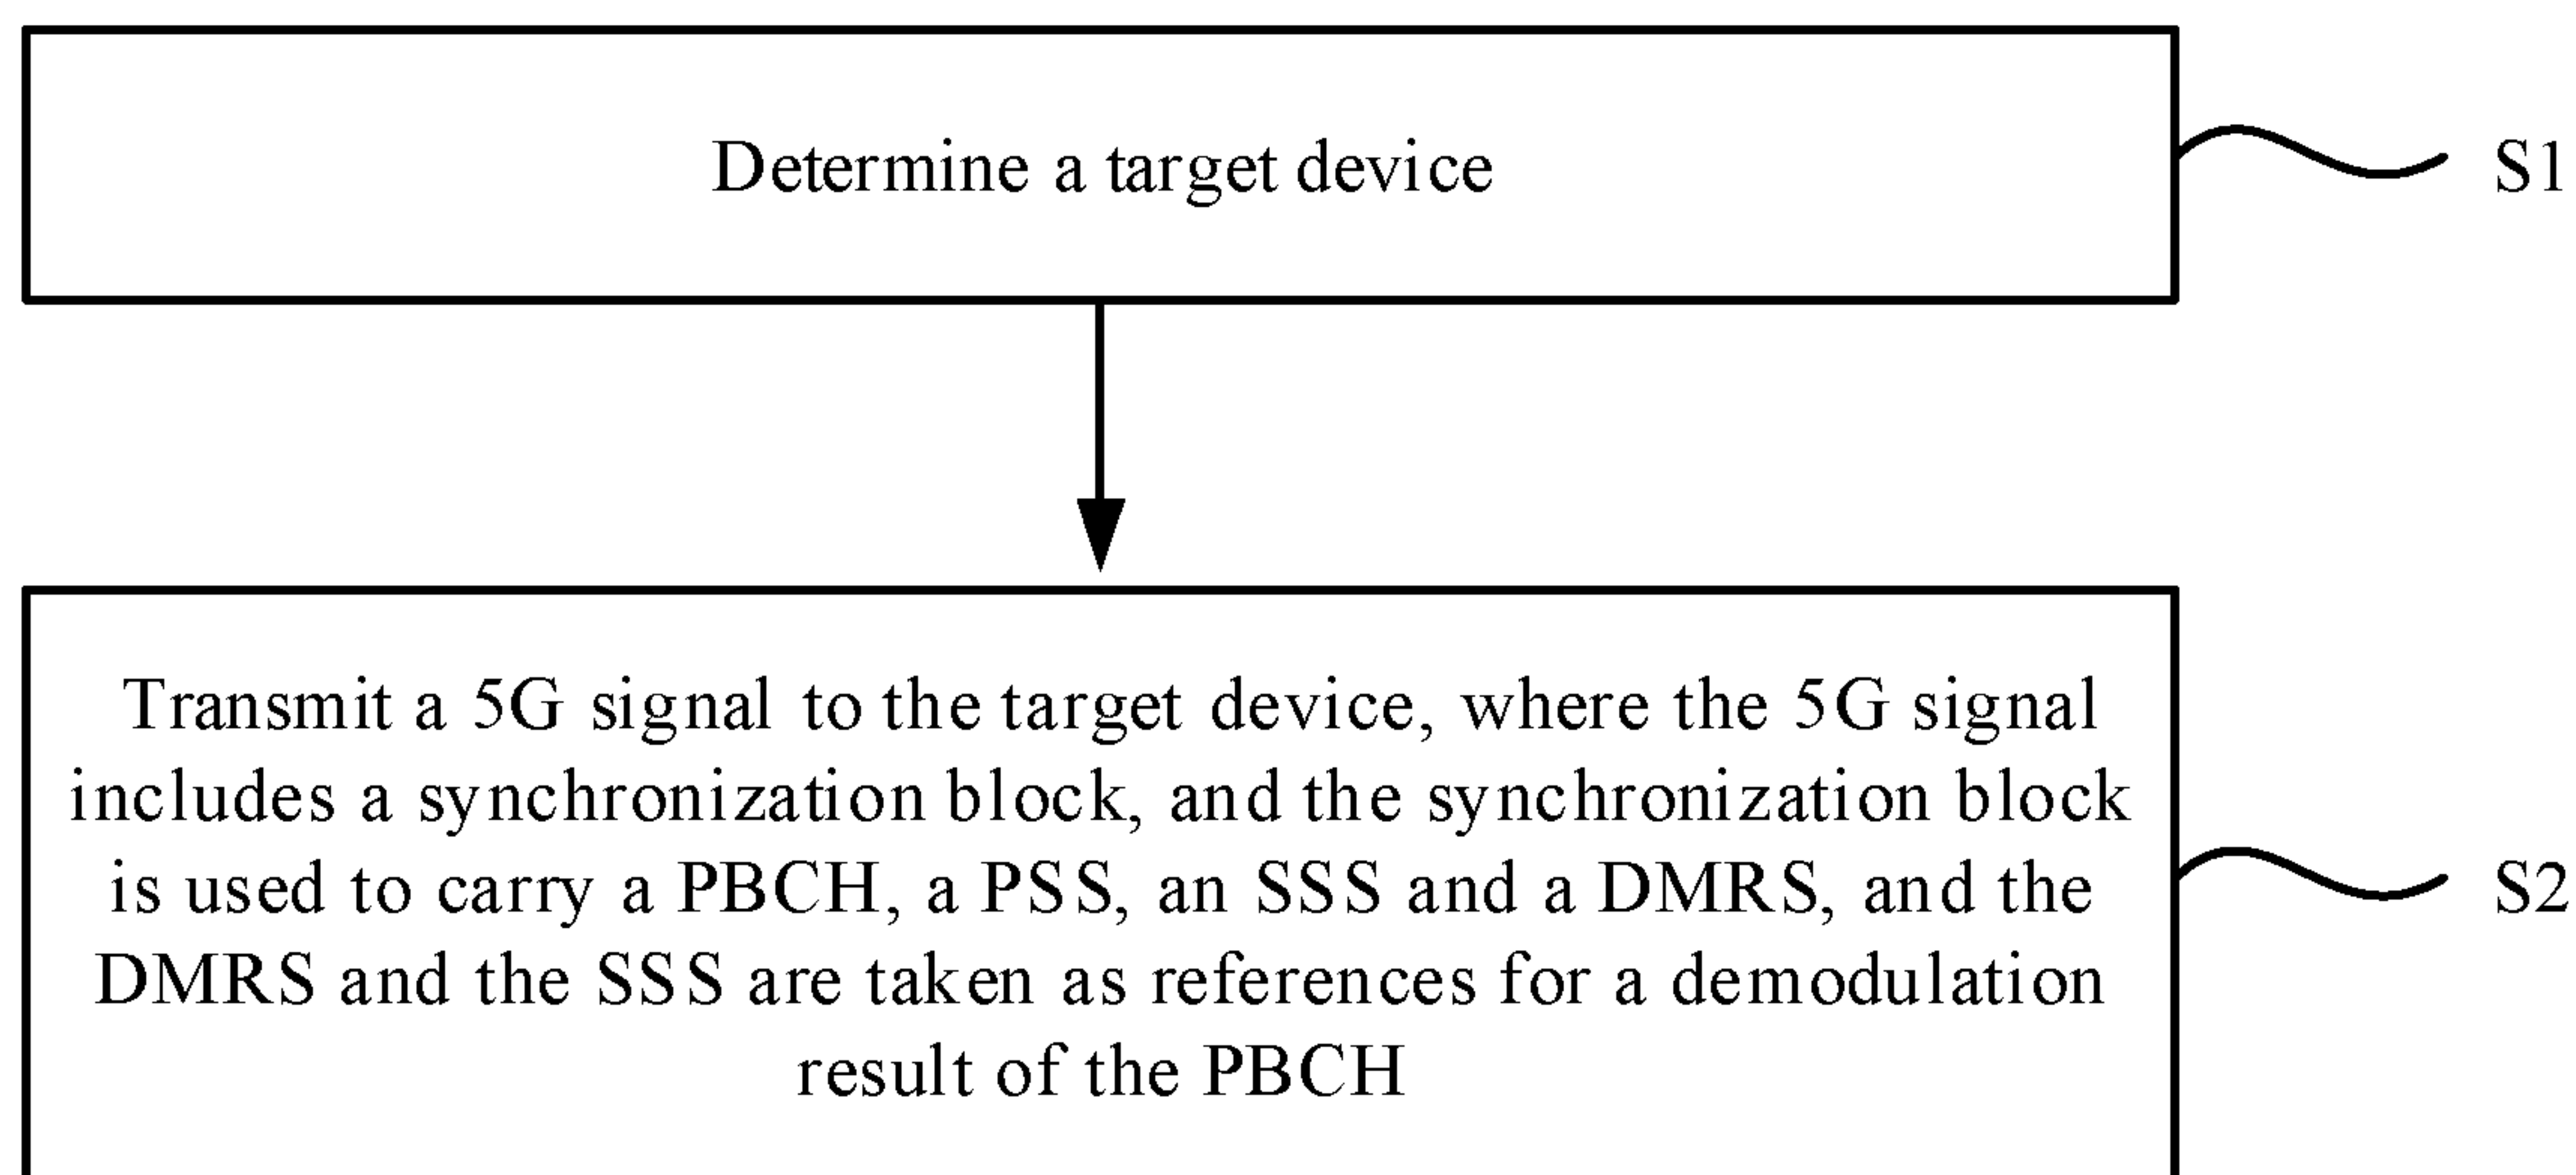 Determine a target device
S1
Transmit a 5G signal to the target device, where the 5G signal
includes a synchronization block, and the synchronization block
is used to carry a PBCH, a PSS, an SSS and a DMRS, and the
DMRS and the SSS are taken as references for a demodulation
result of the PBCH
S2